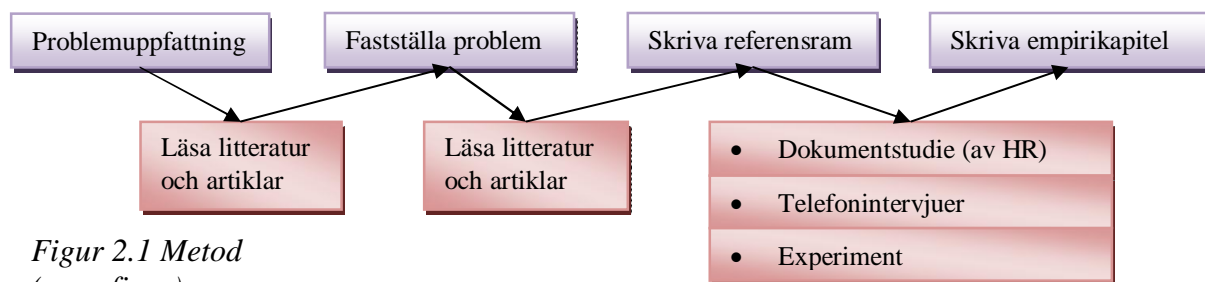 Problemuppfattning
Fastställa problem
Skriva referensram
Skriva empirikapitel
Läsa litteratur
och artiklar
Läsa litteratur
och artiklar
• Dokumentstudie (av HR)
• Telefonintervjuer
• Experiment
Figur 2.1 Metod